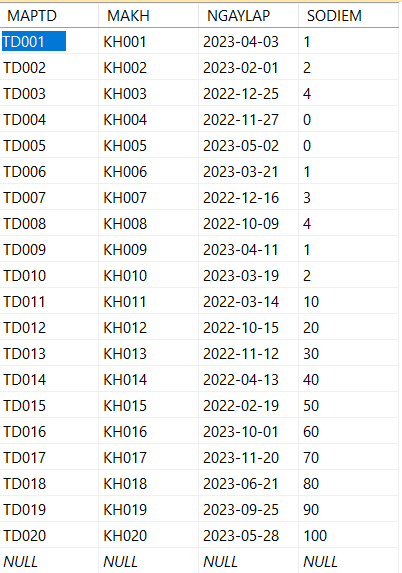 MAPTD MAKH NGAYLAP SODIEM
TD001 KH001 2023-04-03 1
TD002 KH002 2023-02-01 2
TD003 KH003 2022-12-25 4
TD004 KH004 2022-11-27 0
TD005 KH005 2023-05-02 0
TD006 KH006 2023-03-21 1
TD007 KH007 2022-12-16 3
TD008 KH008 2022-10-09 4
TD009 KH009 2023-04-11 1
TD010 KH010 2023-03-19 2
TD011 KH011 2022-03-14 10
TD012 KH012 2022-10-15 20
TD013 KH013 2022-11-12 30
TD014 KH014 2022-04-13 40
TD015 KH015 2022-02-19 50
TD016 KH016 2023-10-01 60
TD017 KH017 2023-11-20 70
TD018 KH018 2023-06-21 80
TD019 KH019 2023-09-25 90
TD020 KH020 2023-05-28 100
NULL NULL NULL NULL